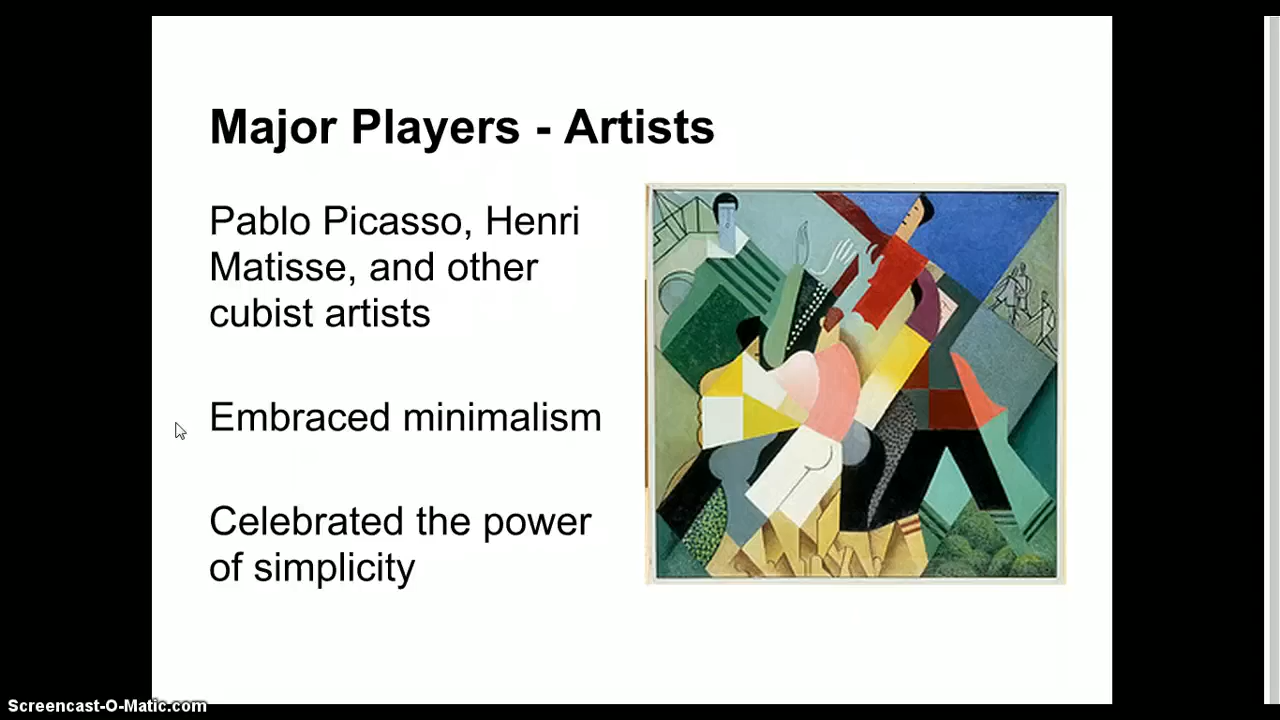 Major Players - Artists
Pablo Picasso, Henri
Matisse, and other
cubist artists
Embraced minimalism
Celebrated the power
of simplicity
Screencast-O-Matic.com